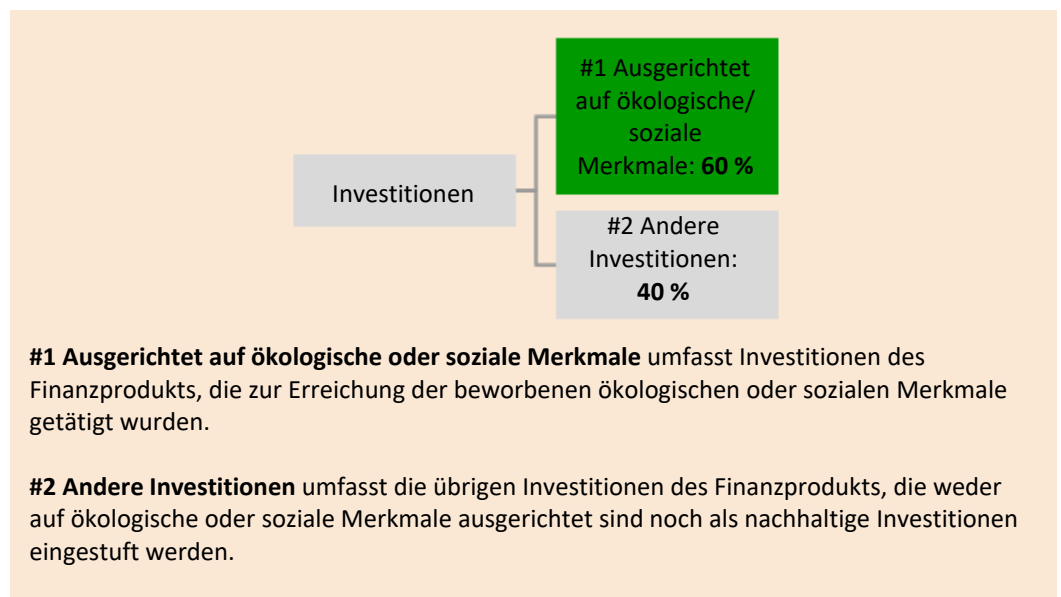 #1 Ausgerichtet
auf ökologische/
soziale
Merkmale: 60 %
Investitionen
#2 Andere
Investitionen:
40 %
#1 Ausgerichtet auf ökologische oder soziale Merkmale umfasst Investitionen des
Finanzprodukts, die zur Erreichung der beworbenen ökologischen oder sozialen Merkmale
getätigt wurden.
#2 Andere Investitionen umfasst die übrigen Investitionen des Finanzprodukts, die weder
auf ökologische oder soziale Merkmale ausgerichtet sind noch als nachhaltige Investitionen
eingestuft werden.